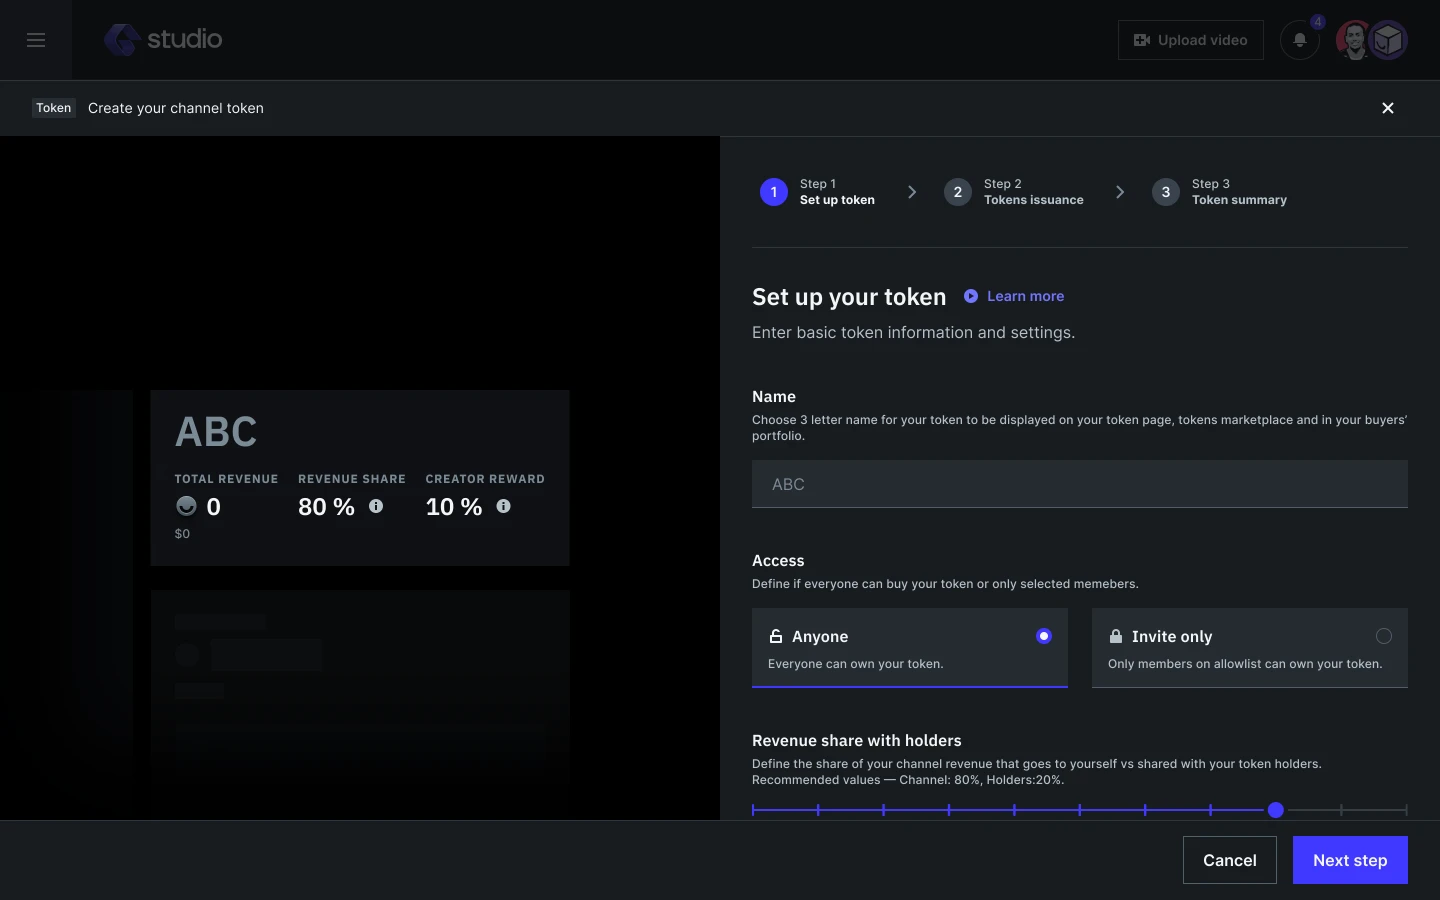 studio
Upload video
4
Token Create your channel token
1 Step 1 Set up token
2 Step 2 Tokens issuance
3 Step 3 Token summary
Set up your token Learn more
Enter basic token information and settings.
Name
Choose 3 letter name for your token to be displayed on your token page, tokens marketplace and in your buyers’
portfolio.
ABC
Access
Define if everyone can buy your token or only selected memebers.
Anyone
Everyone can own your token.
Invite only
Only members on allowlist can own your token.
Revenue share with holders
Define the share of your channel revenue that goes to yourself vs shared with your token holders.
Recommended values — Channel: 80%, Holders:20%.
ABC
TOTAL REVENUE REVENUE SHARE CREATOR REWARD
0 80 % 10 %
$0
Cancel Next step